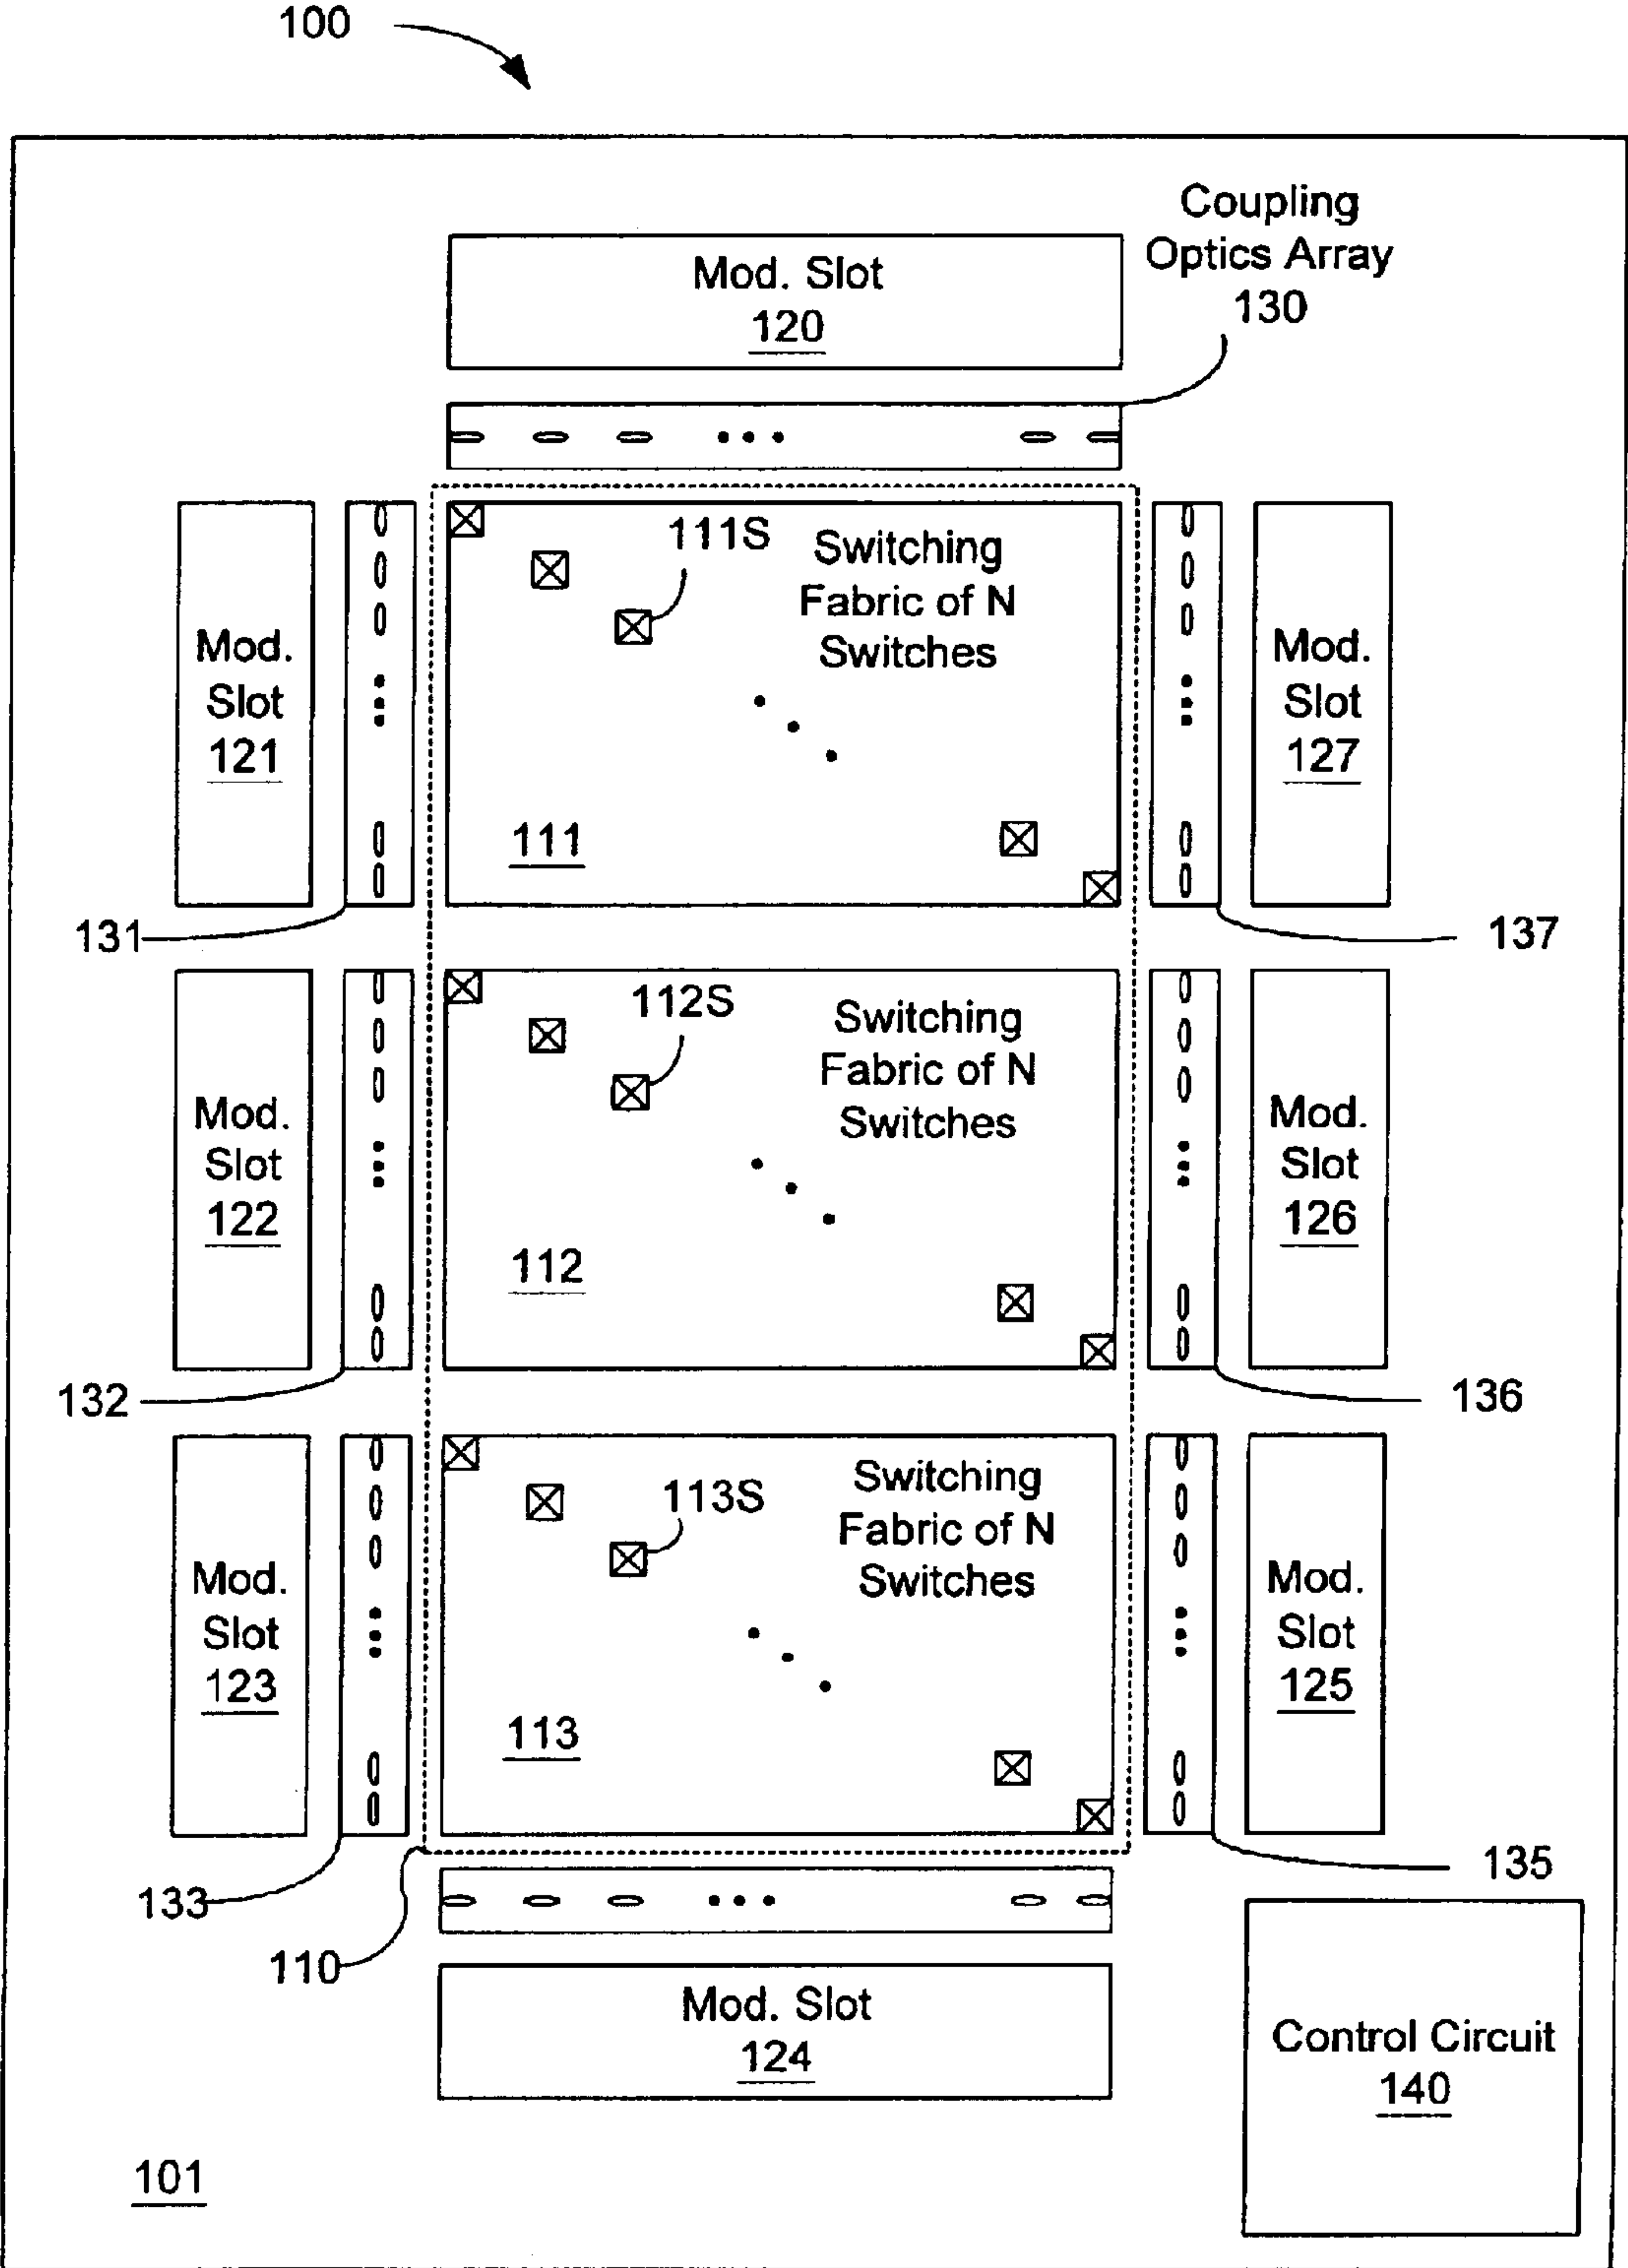 100
Coupling
Optics Array
130
Mod. Slot
120
111S
Switching
Fabric of N
Switches
Mod.
Slot
121
Mod.
Slot
127
111
131
137
112S
Switching
Fabric of N
Switches
Mod.
Slot
122
Mod.
Slot
126
112
132
136
113S
Switching
Fabric of N
Switches
Mod.
Slot
123
Mod.
Slot
125
113
133
135
110
Mod. Slot
124
Control Circuit
140
101